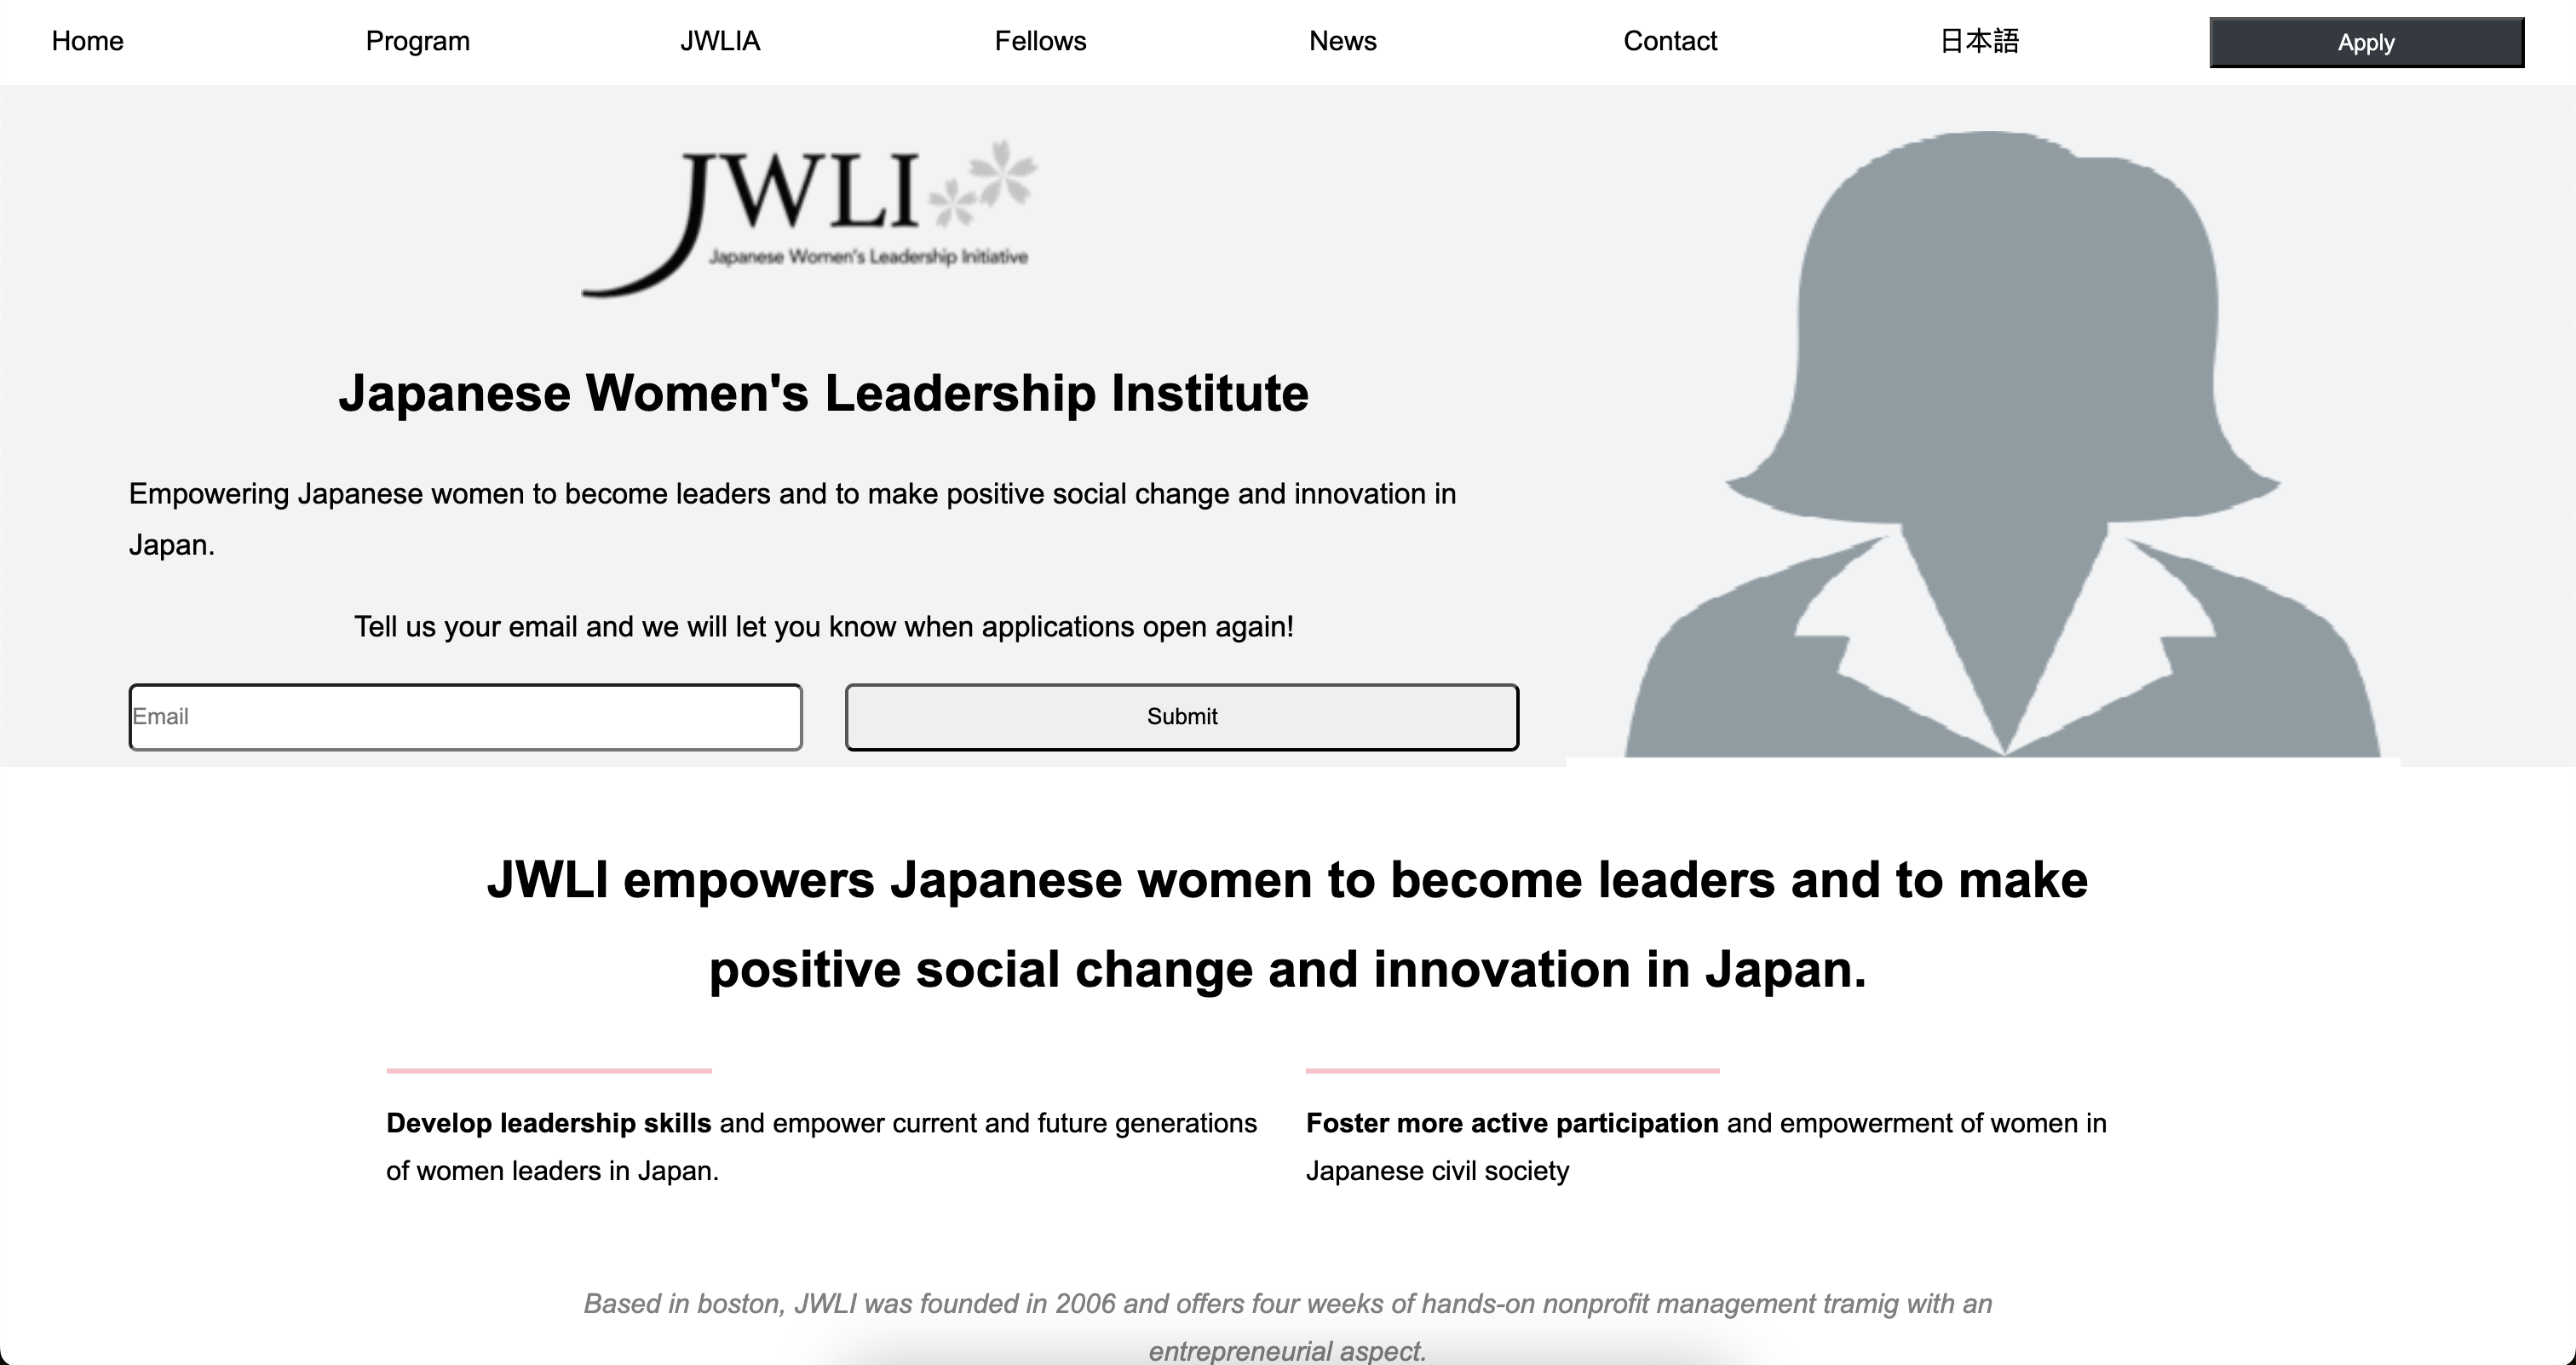 Home Program JWLIA Fellows News Contact 日本語 Apply
JWLI
Japanese Women's Leadership Initiative
Japanese Women's Leadership Institute
Empowering Japanese women to become leaders and to make positive social change and innovation in
Japan.
Tell us your email and we will let you know when applications open again!
Email Submit
JWLI empowers Japanese women to become leaders and to make
positive social change and innovation in Japan.
Develop leadership skills and empower current and future generations
of women leaders in Japan.
Foster more active participation and empowerment of women in
Japanese civil society
Based in boston, JWLI was founded in 2006 and offers four weeks of hands-on nonprofit management tramig with an
entrepreneurial aspect.